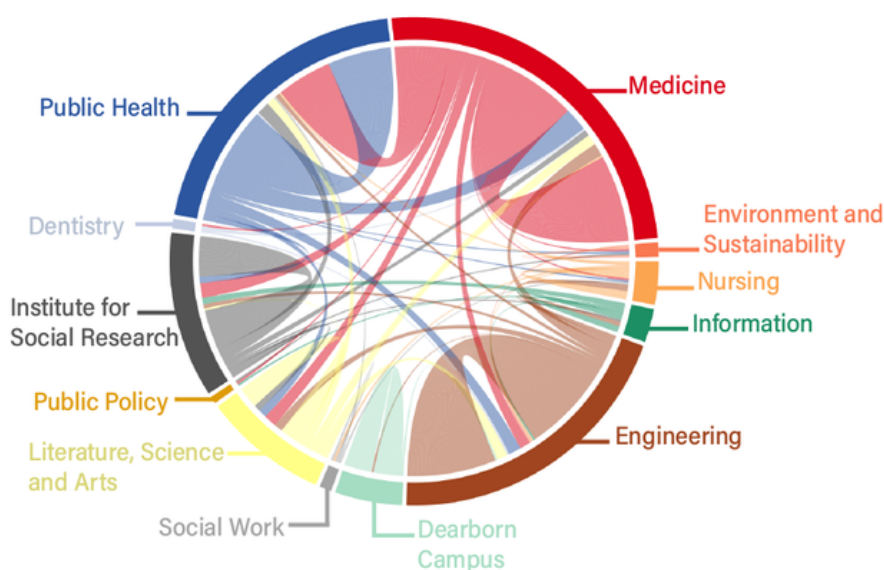 Public Health
Medicine
Dentistry
Environment and
Sustainability
Nursing
Institute for
Social Research
Information
Public Policy
Engineering
Literature, Science
and Arts
Social Work
Dearborn
Campus